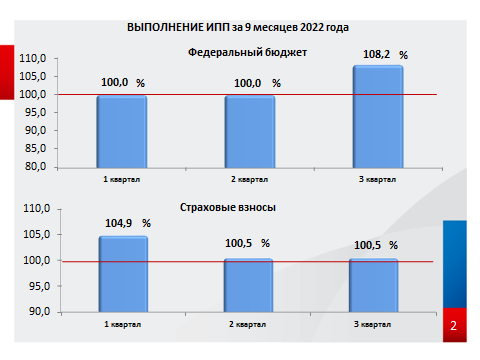 ВЫПОЛНЕНИЕ ИПП за 9 месяцев 2022 года
Федеральный бюджет
110,0
105,0
100,0
95,0
90,0
85,0
80,0
100,0 %
100,0 %
108,2 %
1 квартал
2 квартал
3 квартал
Страховые взносы
110,0
105,0
100,0
95,0
90,0
104,9 %
100,5 %
100,5 %
1 квартал
2 квартал
3 квартал
2